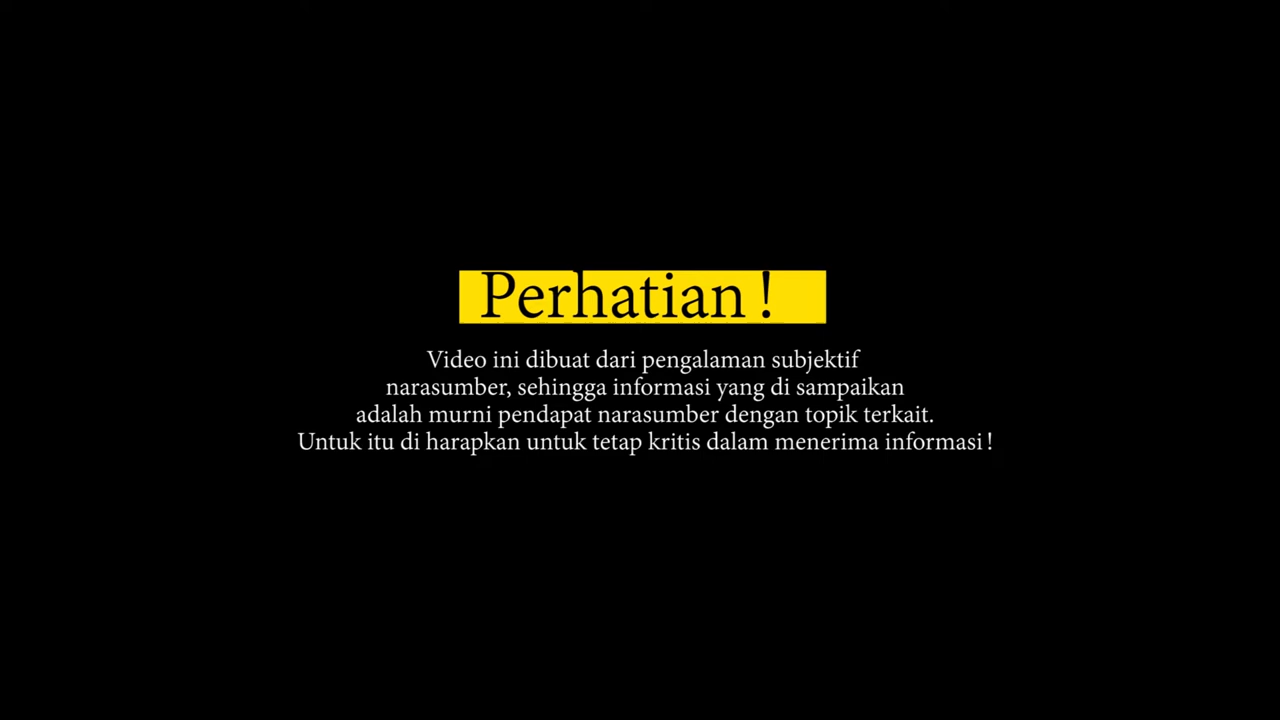 Perhatian !
Video ini dibuat dari pengalaman subjektif
narasumber, sehingga informasi yang di sampaikan
adalah murni pendapat narasumber dengan topik terkait.
Untuk itu di harapkan untuk tetap kritis dalam menerima informasi !